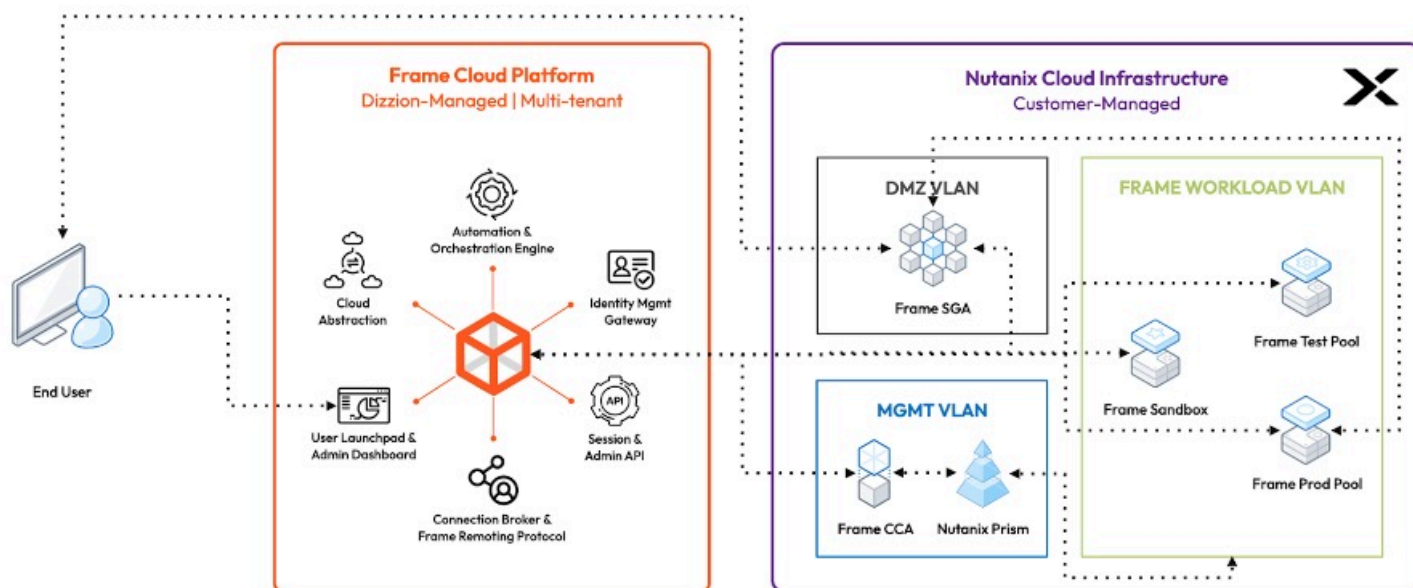 Frame Cloud Platform
Dizzion-Managed | Multi-tenant
Automation &
Orchestration Engine
Cloud
Abstraction
Identity Mgmt
Gateway
User Launchpad &
Admin Dashboard
API
Session &
Admin API
Connection Broker &
Frame Remoting Protocol
End User
Nutanix Cloud Infrastructure
Customer-Managed
DMZ VLAN
Frame SGA
MGMT VLAN
Frame CCA
Nutanix Prism
FRAME WORKLOAD VLAN
Frame Test Pool
Frame Sandbox
Frame Prod Pool